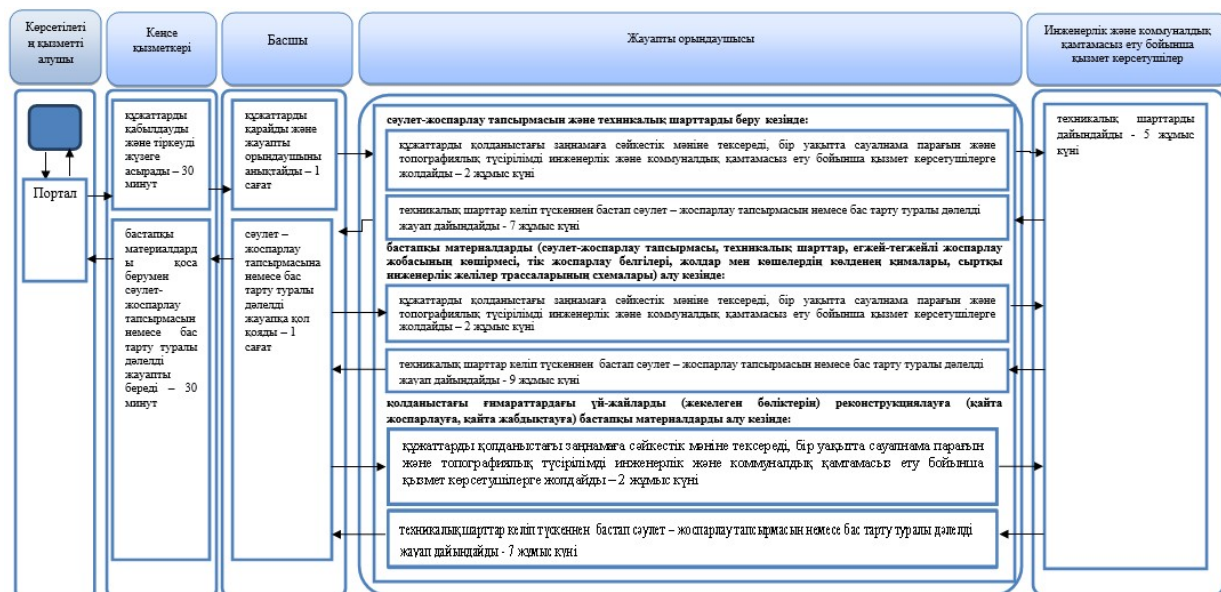 Көрсетілеті
ң қызметті
алушы
Кеңсе
қызметкері
Басшы
Жауапты орындаушысы
Инженерлік және коммуналдық
қамтамасыз ету бойынша
қызмет көрсетушілер
Портал
құжаттарды
қабылдауды
және тіркеуді
жүзеге
асырады – 30
минут
бастапқы
материалдард
ы қоса
берумен
сәулет-
жоспарлау
тапсырмасын
немесе бас
тарту туралы
дәлелді
жауапты
береді – 30
минут
құжаттарды
қарайды және
жауапты
орындаушыны
анықтайды – 1
сағат
сәулет –
жоспарлау
тапсырмасына
немесе бас
тарту туралы
дәлелді
жауапқа қол
қояды – 1
сағат
сәулет-жоспарлау тапсырмасын және техникалық шарттарды беру кезінде:
құжаттарды қолданыстағы заңнамаға сәйкестік мәніне тексереді, бір уақытта сауалнама парағын және
топографиялық түсірілімді инженерлік және коммуналдық қамтамасыз ету бойынша қызмет көрсетушілерге
жолдайды – 2 жұмыс күні
техникалық шарттар келіп түскеннен бастап сәулет – жоспарлау тапсырмасын немесе бас тарту туралы дәлелді
жауап дайындайды - 7 жұмыс күні
бастапқы материалдарды (сәулет-жоспарлау тапсырмасы, техникалық шарттар, егжей-тегжейлі жоспарлау
жобасының көшірмесі, тік жоспарлау белгілері, жолдар мен көшелердің көлденең қималары, сыртқы
инженерлік желілер трассаларының схемалары) алу кезінде:
құжаттарды қолданыстағы заңнамаға сәйкестік мәніне тексереді, бір уақытта сауалнама парағын және
топографиялық түсірілімді инженерлік және коммуналдық қамтамасыз ету бойынша қызмет көрсетушілерге
жолдайды – 2 жұмыс күні
техникалық шарттар келіп түскеннен бастап сәулет – жоспарлау тапсырмасын немесе бас тарту туралы дәлелді
жауап дайындайды - 9 жұмыс күні
қолданыстағы ғимараттардағы үй-жайларды (жекелеген бөліктерін) реконструкциялауға (қайта
жоспарлауға, қайта жабдықтауға) бастапқы материалдарды алу кезінде:
құжаттарды қолданыстағы заңнамаға сәйкестік мәніне тексереді, бір уақытта сауалнама парағын
және топографиялық түсірілімді инженерлік және коммуналдық қамтамасыз ету бойынша
қызмет көрсетушілерге жолдайды – 2 жұмыс күні
техникалық шарттар келіп түскеннен бастап сәулет – жоспарлау тапсырмасын немесе бас тарту туралы дәлелді
жауап дайындайды - 7 жұмыс күні
техникалық шарттарды
дайындайды - 5 жұмыс
күні